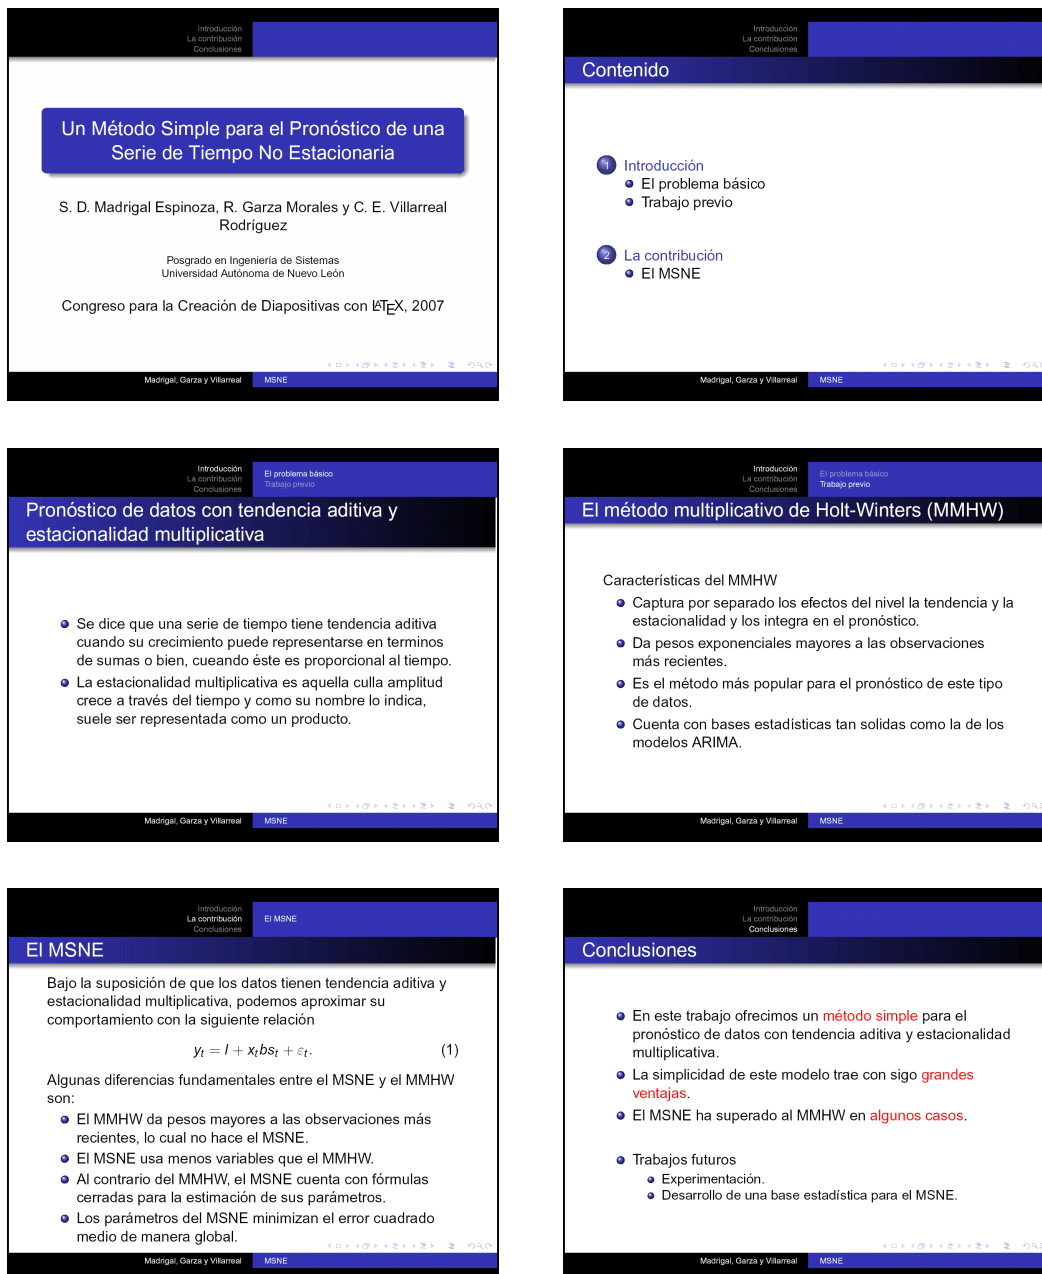 Introducción
La contribución
Conclusiones
Un Método Simple para el Pronóstico de una
Serie de Tiempo No Estacionaria
S. D. Madrigal Espinoza, R. Garza Morales y C. E. Villarreal
Rodríguez
Posgrado en Ingeniería de Sistemas
Universidad Autónoma de Nuevo León
Congreso para la Creación de Diapositivas con LATEX, 2007
Madrigal, Garza y Villarreal MSNE
Introducción
La contribución
Conclusiones
Contenido
1 Introducción
El problema básico
Trabajo previo
2 La contribución
El MSNE
Madrigal, Garza y Villarreal MSNE
Introducción
La contribución
Conclusiones
El problema básico
Trabajo previo
Pronóstico de datos con tendencia aditiva y
estacionalidad multiplicativa
Se dice que una serie de tiempo tiene tendencia aditiva
cuando su crecimiento puede representarse en terminos
de sumas o bien, cueando éste es proporcional al tiempo.
La estacionalidad multiplicativa es aquella culla amplitud
crece a través del tiempo y como su nombre lo indica,
suele ser representada como un producto.
Madrigal, Garza y Villarreal MSNE
Introducción
La contribución
Conclusiones
El problema básico
Trabajo previo
El método multiplicativo de Holt-Winters (MMHW)
Características del MMHW
Captura por separado los efectos del nivel la tendencia y la
estacionalidad y los integra en el pronóstico.
Da pesos exponenciales mayores a las observaciones
más recientes.
Es el método más popular para el pronóstico de este tipo
de datos.
Cuenta con bases estadísticas tan solidas como la de los
modelos ARIMA.
Madrigal, Garza y Villarreal MSNE
Introducción
La contribución
Conclusiones
El MSNE
El MSNE
Bajo la suposición de que los datos tienen tendencia aditiva y
estacionalidad multiplicativa, podemos aproximar su
comportamiento con la siguiente relación
yₜ = l + xₜbsₜ + εₜ. (1)
Algunas diferencias fundamentales entre el MSNE y el MMHW
son:
El MMHW da pesos mayores a las observaciones más
recientes, lo cual no hace el MSNE.
El MSNE usa menos variables que el MMHW.
Al contrario del MMHW, el MSNE cuenta con fórmulas
cerradas para la estimación de sus parámetros.
Los parámetros del MSNE minimizan el error cuadrado
medio de manera global.
Madrigal, Garza y Villarreal MSNE
Introducción
La contribución
Conclusiones
Conclusiones
En este trabajo ofrecimos un método simple para el
pronóstico de datos con tendencia aditiva y estacionalidad
multiplicativa.
La simplicidad de este modelo trae con sigo grandes
ventajas.
El MSNE ha superado al MMHW en algunos casos.
Trabajos futuros
Experimentación.
Desarrollo de una base estadística para el MSNE.
Madrigal, Garza y Villarreal MSNE